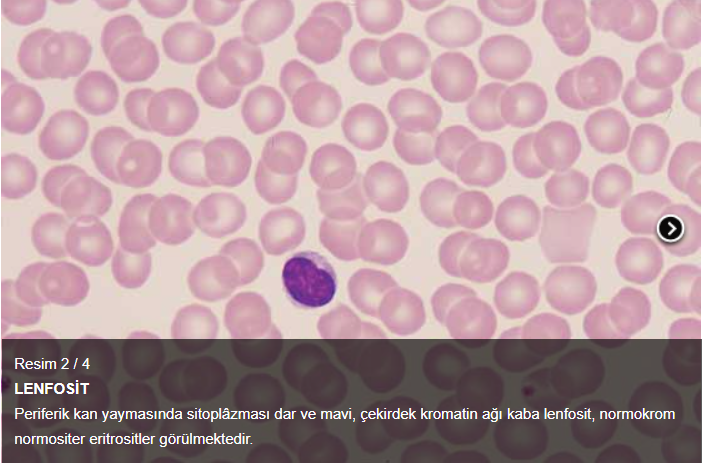 Resim 2 / 4
LENFOSİT
Periferik kan yaymasında sitoplâzması dar ve mavi, çekirdek kromatin ağı kaba lenfosit, normokrom
normositer eritrositler görülmektedir.